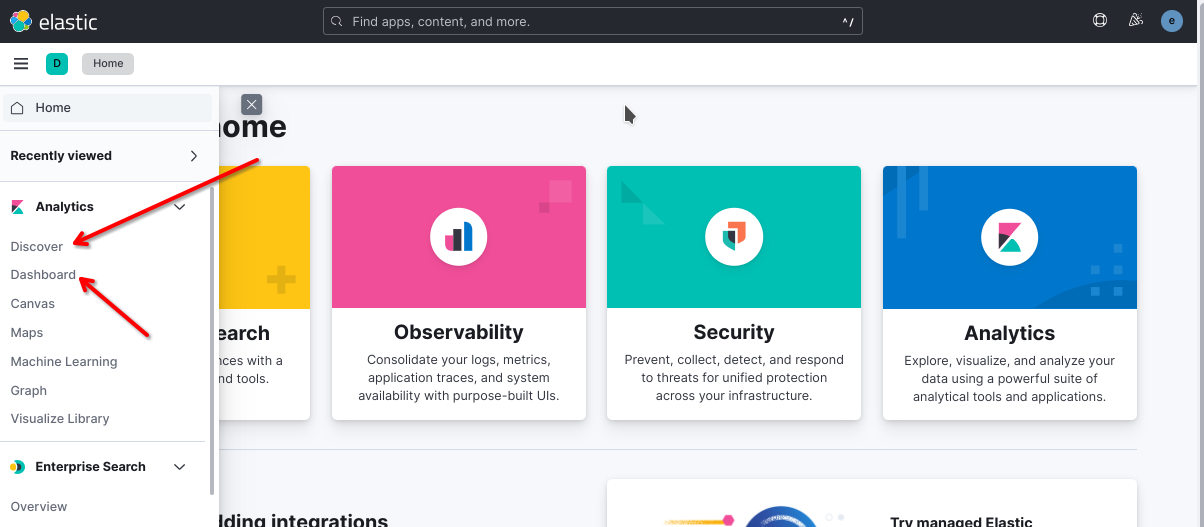 elastic
Find apps, content, and more.
^/
e
D
Home
Home
Recently viewed
Analytics
Discover
Dashboard
Canvas
Maps
Machine Learning
Graph
Visualize Library
Enterprise Search
Overview
ome
earch
nces with a
nd tools.
Observability
Consolidate your logs, metrics,
application traces, and system
availability with purpose-built UIs.
Security
Prevent, collect, detect, and respond
to threats for unified protection
across your infrastructure.
Analytics
Explore, visualize, and analyze your
data using a powerful suite of
analytical tools and applications.
dding integrations
Try managed Elastic